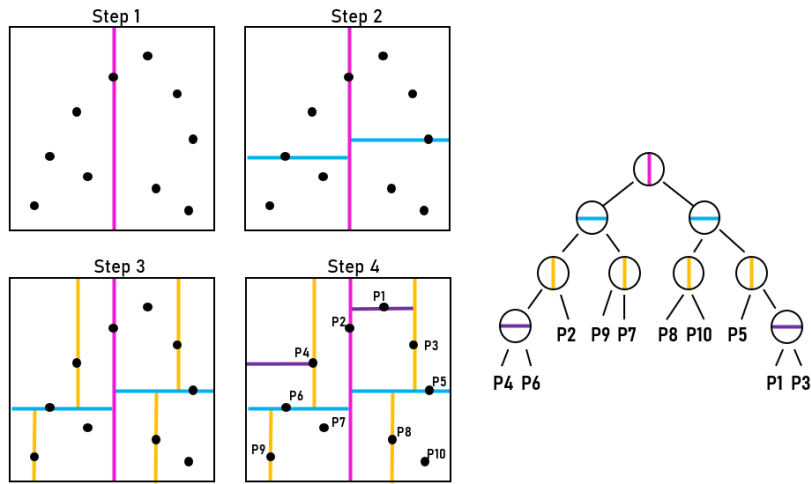 Step 1
Step 2
Step 3
Step 4
P1
P2
P3
P4
P5
P6
P7
P8
P9
P10
P2 P9 P7 P8 P10 P5
P4 P6 P1 P3